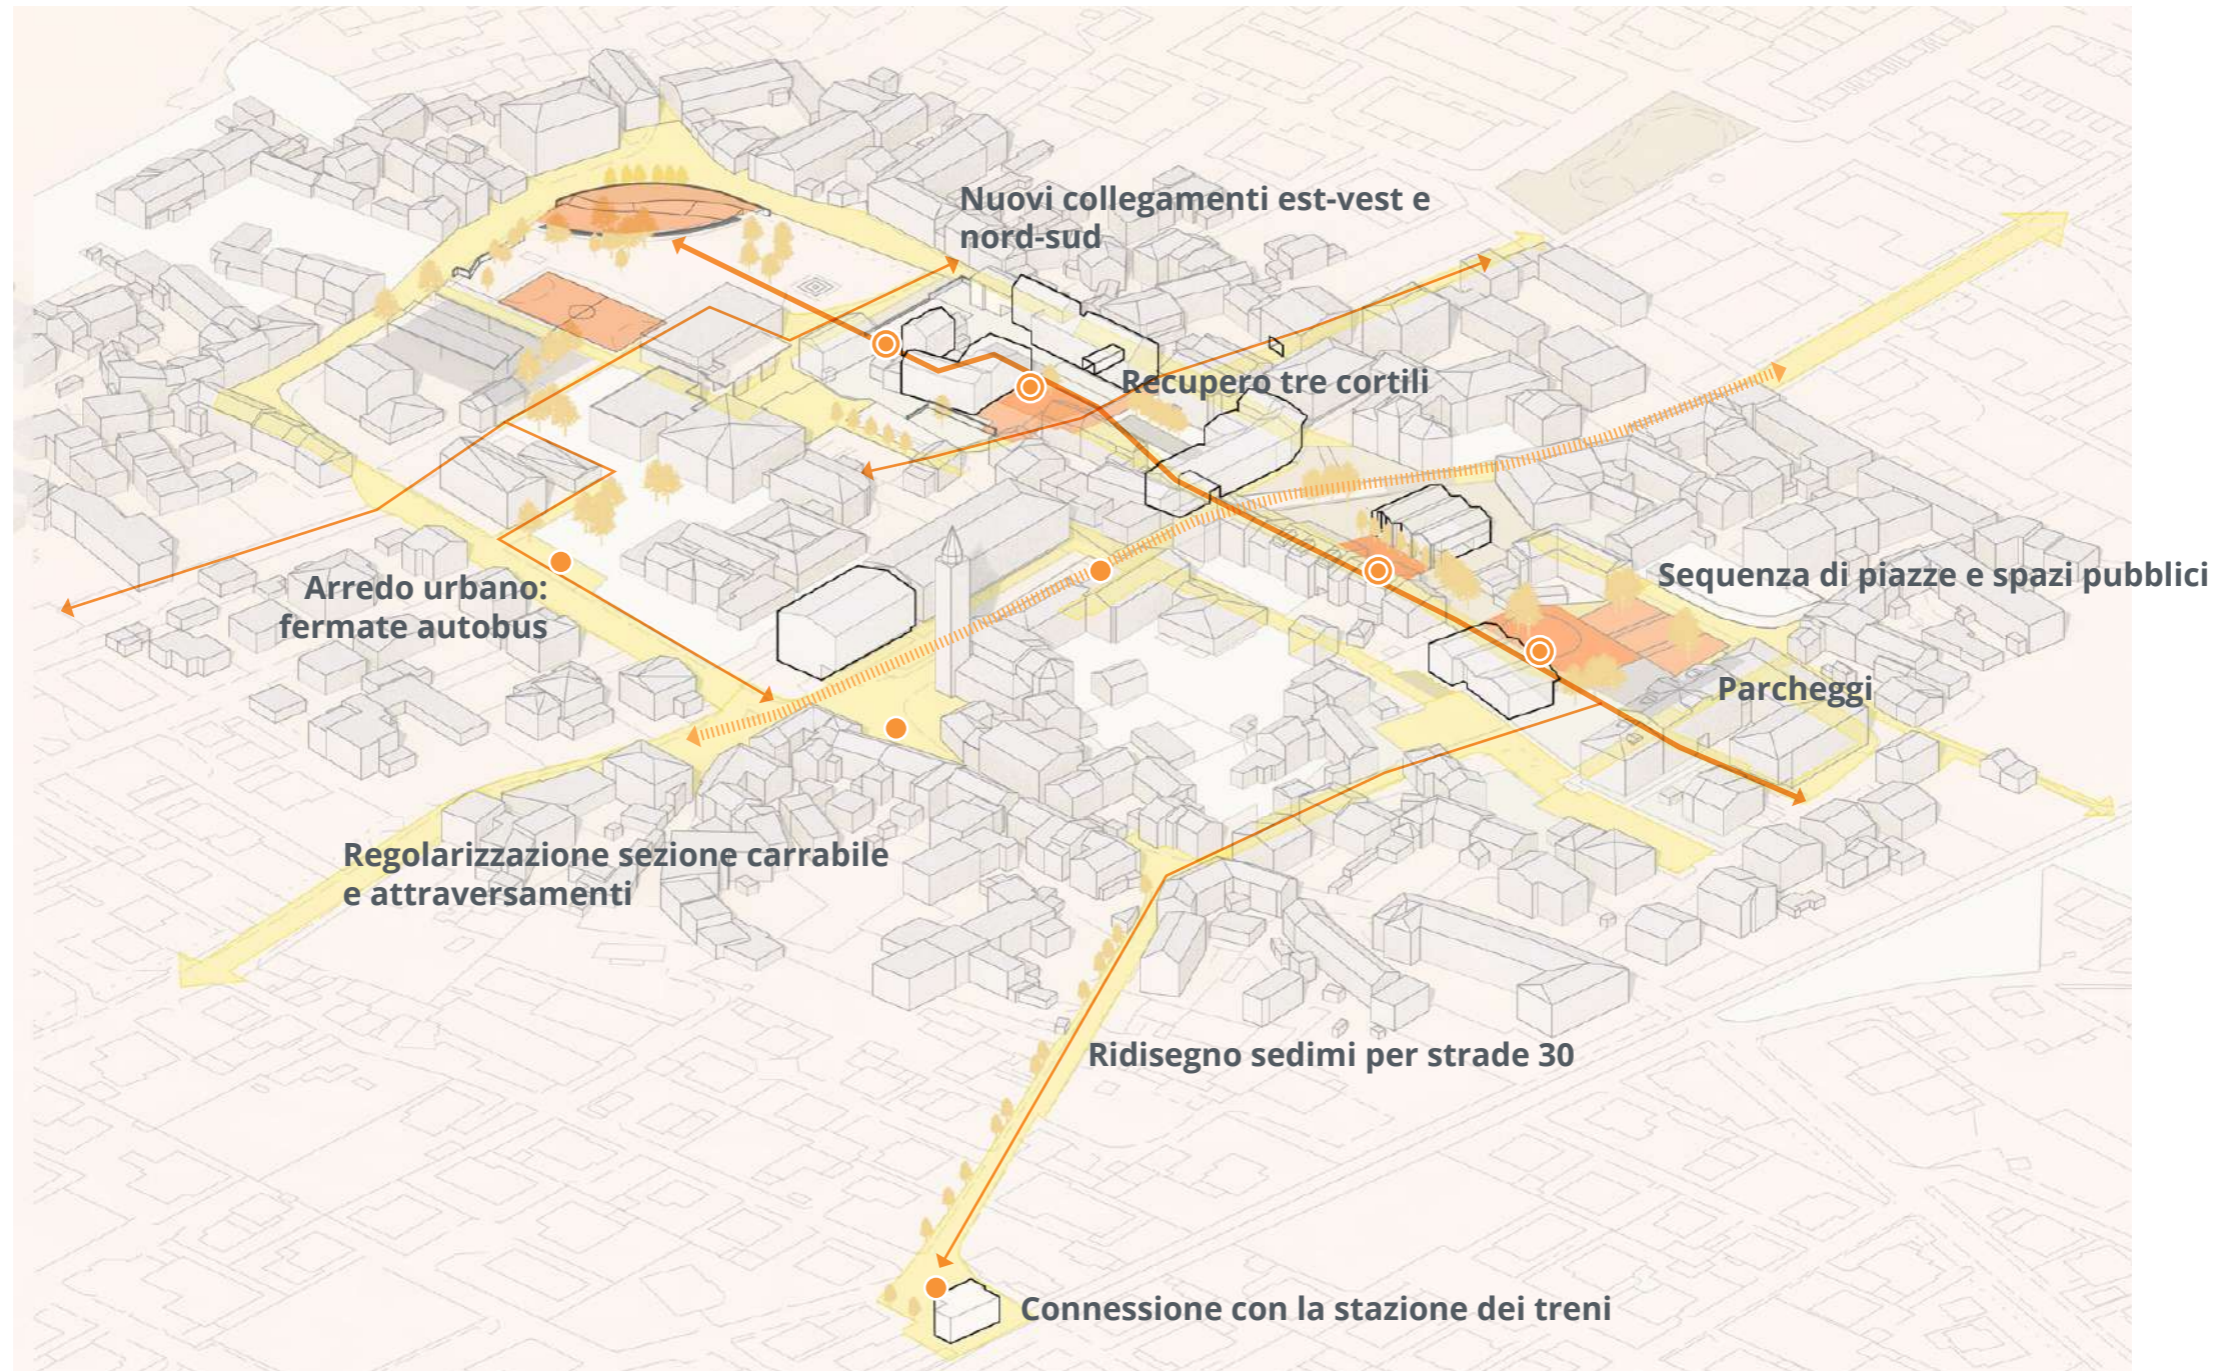 Nuovi collegamenti est-vest e
nord-sud
Recupero tre cortili
Arredo urbano:
fermate autobus
Sequenza di piazze e spazi pubblici
Parcheggi
Regolarizzazione sezione carrabile
e attraversamenti
Ridisegno sedimi per strade 30
Connessione con la stazione dei treni